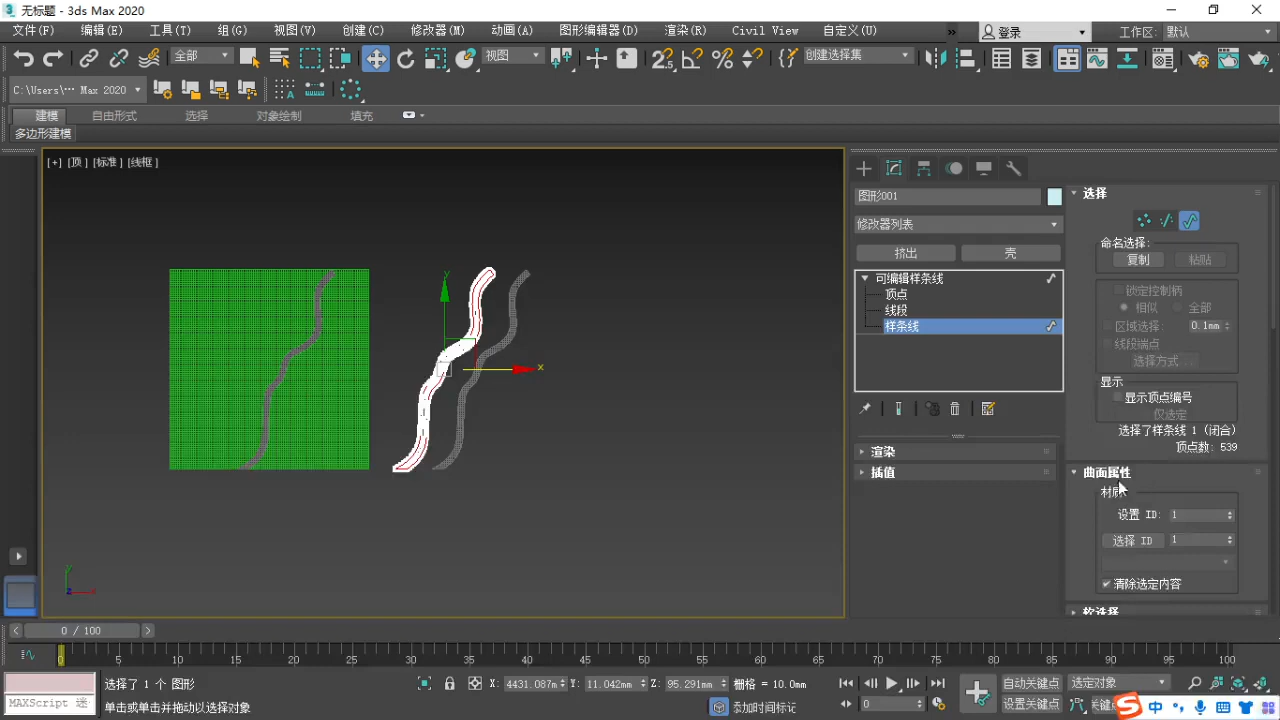 无标题 - 3ds Max 2020
文件(F) 编辑(E) 工具(T) 组(G) 视图(V) 创建(C) 修改器(M) 动画(A) 图形编辑器(D) 渲染(R) Civil View 自定义(U) » 登录 工作区: 默认
全部 视图 创建选择集
C:\Users\··· Max 2020
建模 自由形式 选择 对象绘制 填充
多边形建模
[+] [顶] [标准] [线框]
y
x
y
图形001
修改器列表
挤出 壳
可编辑样条线
顶点
线段
样条线
渲染
插值
选择
命名选择:
复制 粘贴
锁定控制柄
相似 全部
区域选择: 0.1mm
线段端点
选择方式...
显示
显示顶点编号
仅选定
选择了样条线 1 (闭合)
顶点数: 539
曲面属性
设置 ID: 1
选择 ID 1
清除选定内容
软选择
0 / 100
0 5 10 15 20 25 30 35 40 45 50 55 60 65 70 75 80 85 90 95 100
选择了 1 个 图形 X: 4431.087m Y: 11.042mm Z: 95.291mm 栅格 = 10.0mm 自动关键点 选定对象
MAXScript 迷 单击或单击并拖动以选择对象 添加时间标记 0 设置关键点 中